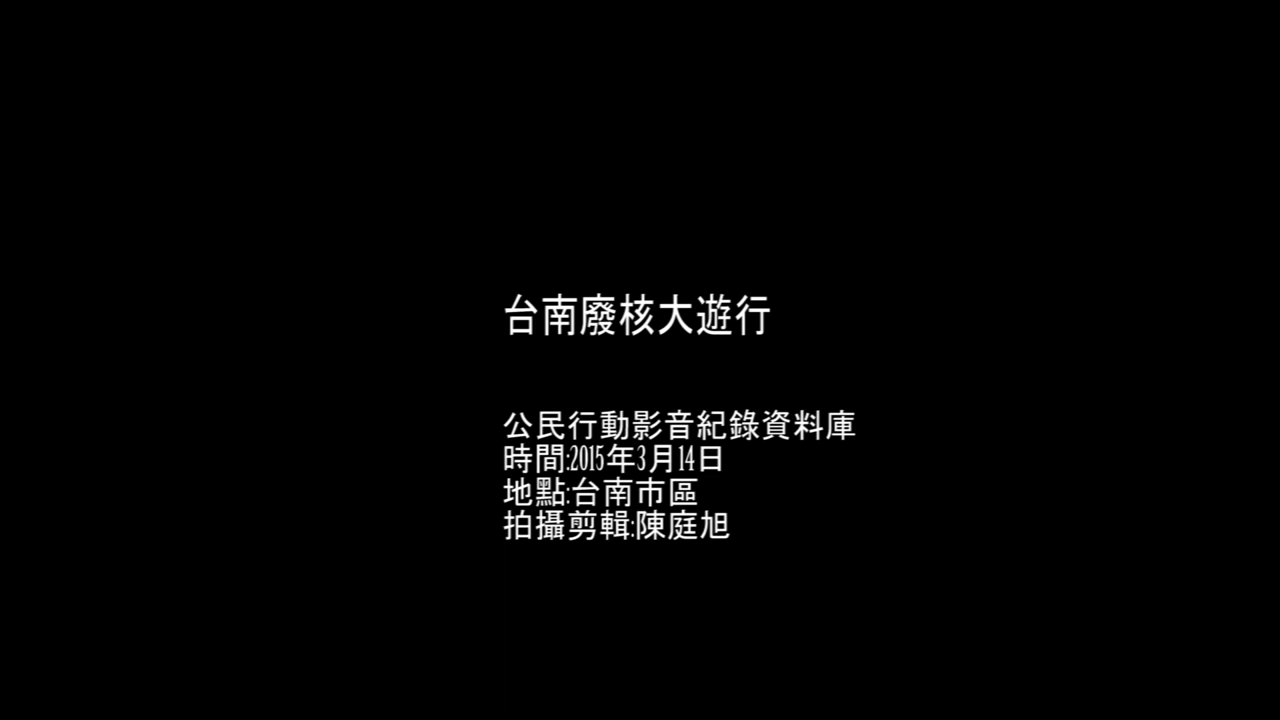 台南廢核大遊行
公民行動影音紀錄資料庫
時間:2015年3月14日
地點:台南市區
拍攝剪輯:陳庭旭